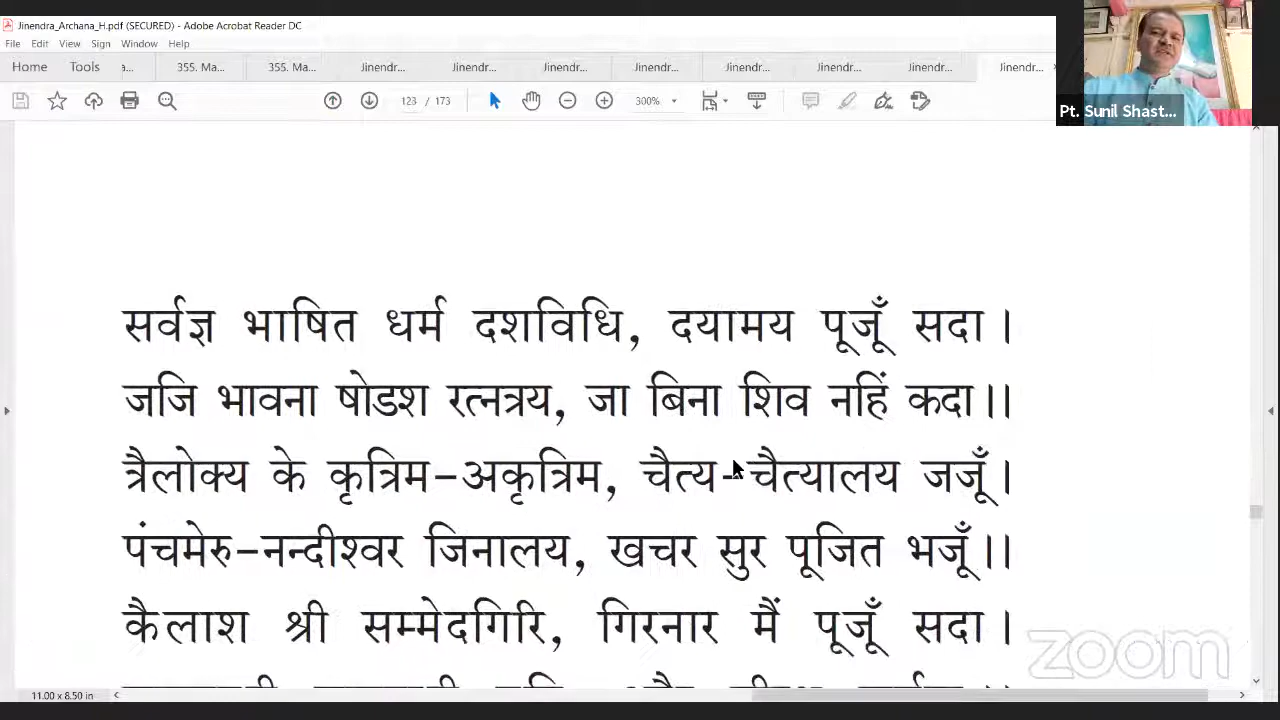 Jinendra_Archana_H.pdf (SECURED) - Adobe Acrobat Reader DC
File Edit View Sign Window Help
Home Tools a... 355. Ma... 355. Ma... Jinendr... Jinendr... Jinendr... Jinendr... Jinendr... Jinendr... Jinendr... Jinendr...
123 / 173 300%
Pt. Sunil Shast...
सर्वज्ञ भाषित धर्म दशविधि, दयामय पूजूँ सदा।
जजि भावना षोडश रत्नत्रय, जा बिना शिव नहिं कदा।।
त्रैलोक्य के कृत्रिम-अकृत्रिम, चैत्य-चैत्यालय जजूँ।
पंचमेरु-नन्दीश्वर जिनालय, खचर सुर पूजित भजूँ।।
कैलाश श्री सम्मेदगिरि, गिरनार मैं पूजूँ सदा।
zoom
11.00 x 8.50 in